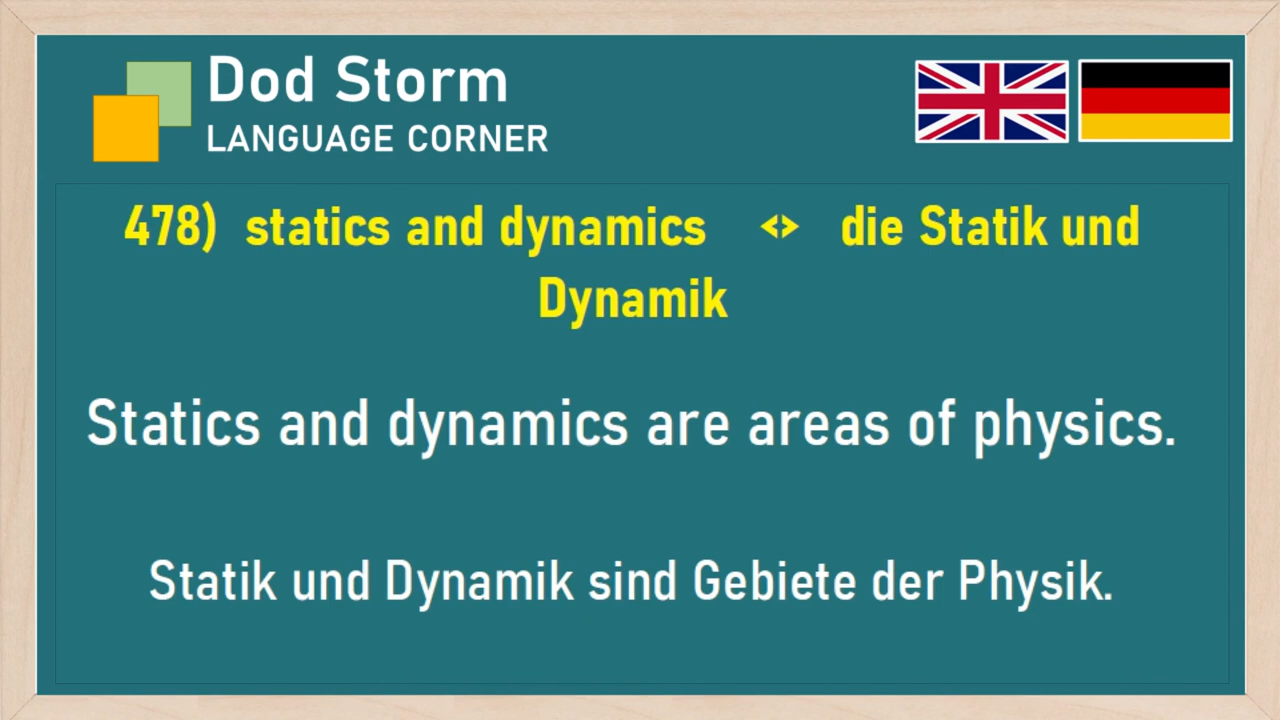 Dod Storm
LANGUAGE CORNER
478) statics and dynamics <> die Statik und
Dynamik
Statics and dynamics are areas of physics.
Statik und Dynamik sind Gebiete der Physik.